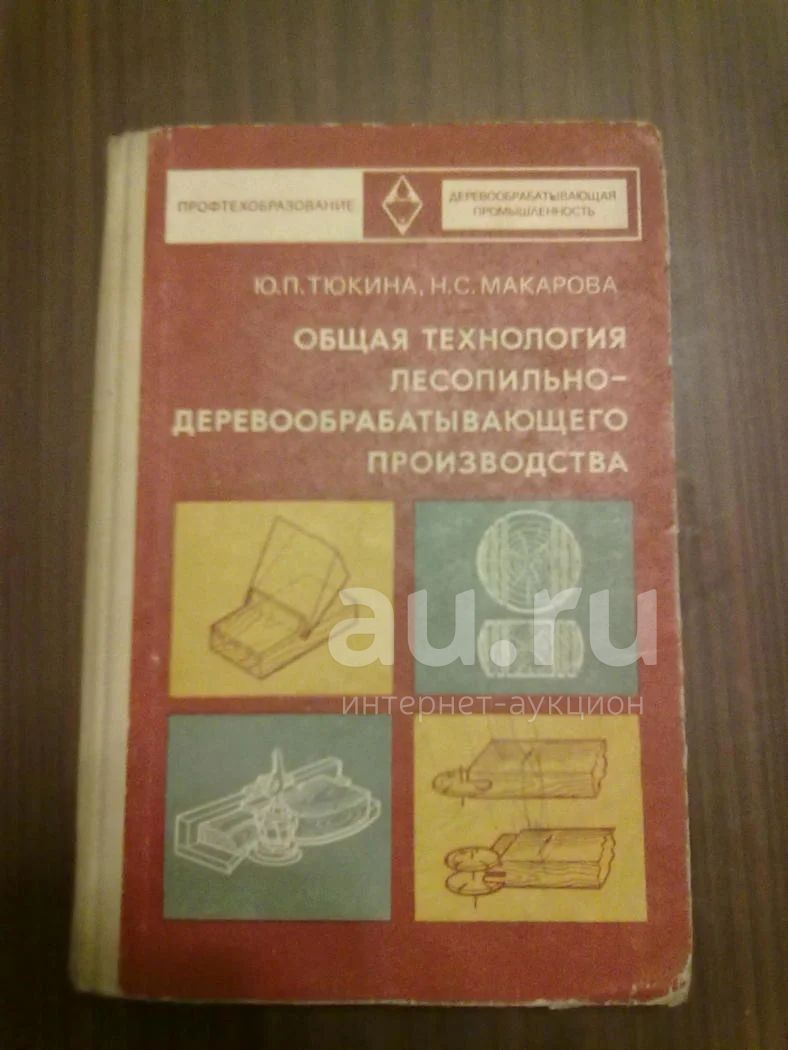 ПРОФТЕХОБРАЗОВАНИЕ
ДЕРЕВООБРАБАТЫВАЮЩАЯ
ПРОМЫШЛЕННОСТЬ
Ю.П. ТЮКИНА, Н.С. МАКАРОВА
ОБЩАЯ ТЕХНОЛОГИЯ
ЛЕСОПИЛЬНО-
ДЕРЕВООБРАБАТЫВАЮЩЕГО
ПРОИЗВОДСТВА
au.ru
интернет-аукцион